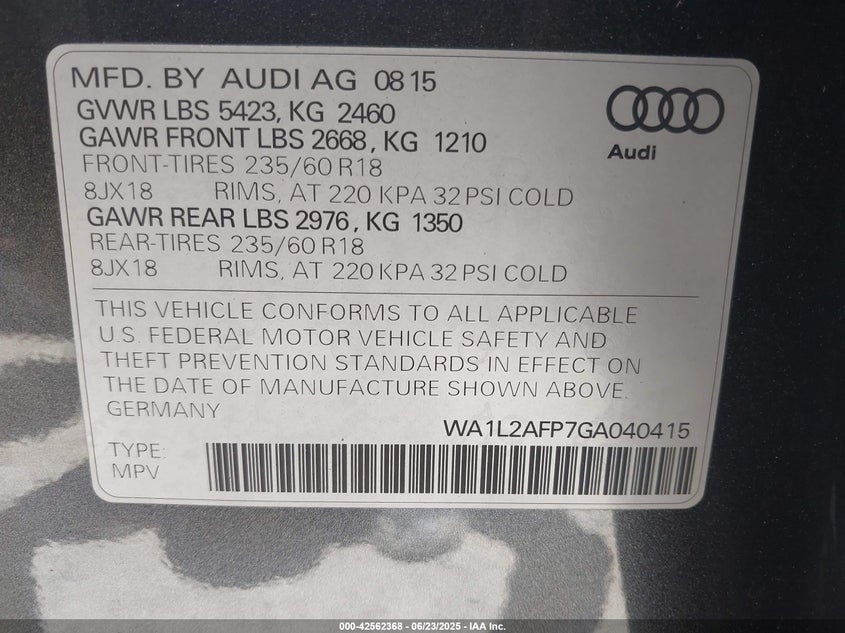 MFD. BY AUDI AG 08 15
GVWR LBS 5423, KG 2460
GAWR FRONT LBS 2668, KG 1210
FRONT-TIRES 235/60 R18
8JX18 RIMS, AT 220 KPA 32 PSI COLD
GAWR REAR LBS 2976, KG 1350
REAR-TIRES 235/60 R18
8JX18 RIMS, AT 220 KPA 32 PSI COLD
Audi
THIS VEHICLE CONFORMS TO ALL APPLICABLE
U.S. FEDERAL MOTOR VEHICLE SAFETY AND
THEFT PREVENTION STANDARDS IN EFFECT ON
THE DATE OF MANUFACTURE SHOWN ABOVE.
GERMANY
WA1L2AFP7GA040415
TYPE:
MPV
000-42562368 - 06/23/2025 - IAA Inc.